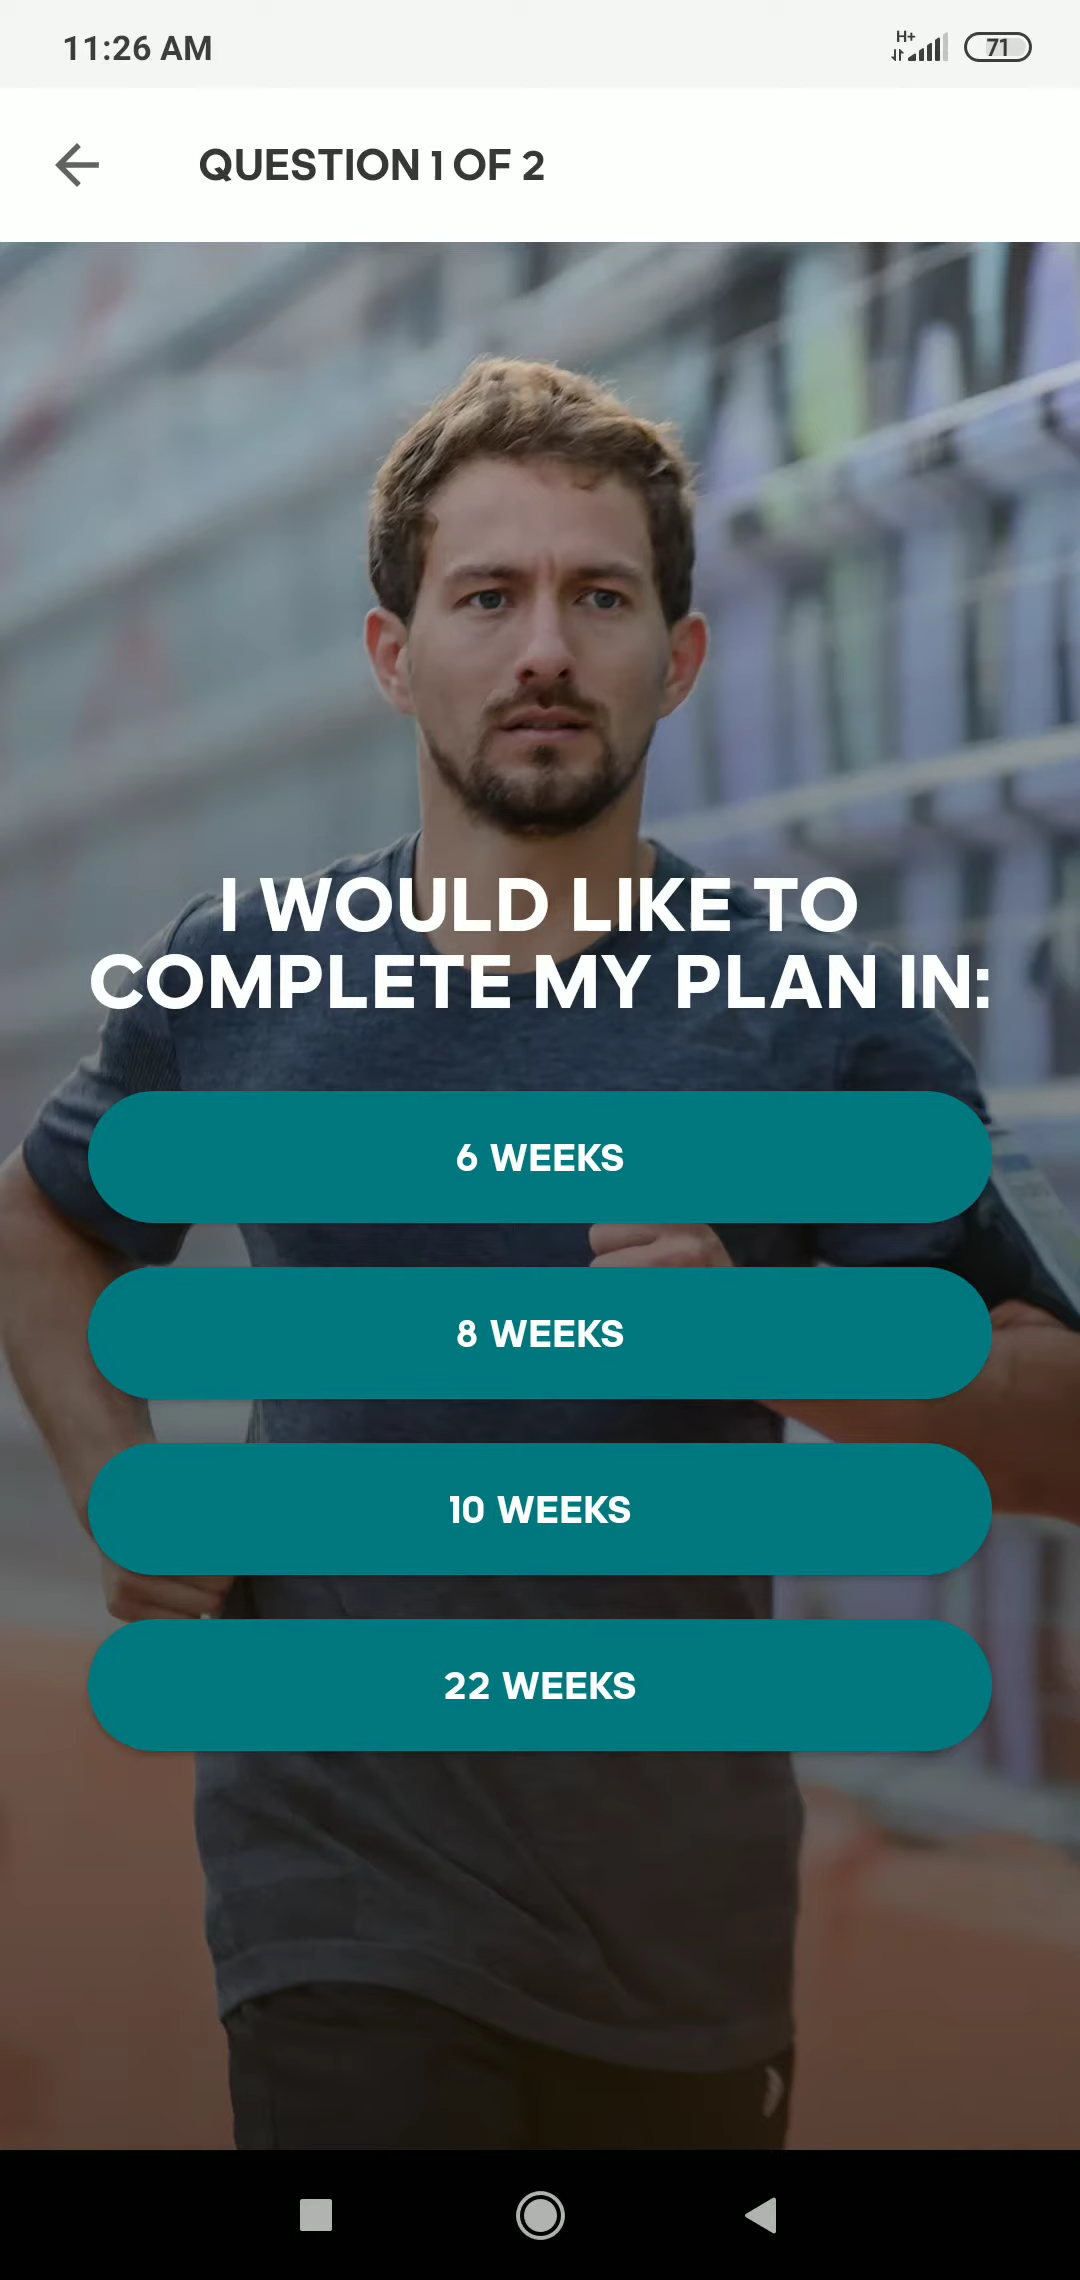 11:26 AM
H+
71
QUESTION 1 OF 2
I WOULD LIKE TO
COMPLETE MY PLAN IN:
6 WEEKS
8 WEEKS
10 WEEKS
22 WEEKS